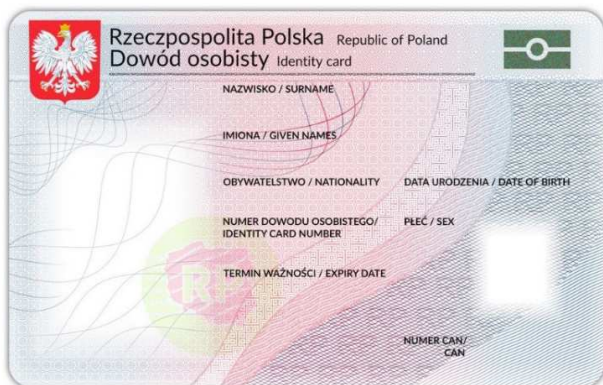 Rzeczpospolita Polska Republic of Poland
Dowód osobisty Identity card
NAZWISKO / SURNAME
IMIONA / GIVEN NAMES
OBYWATELSTWO / NATIONALITY DATA URODZENIA / DATE OF BIRTH
NUMER DOWODU OSOBISTEGO/ PŁEĆ / SEX
IDENTITY CARD NUMBER
TERMIN WAŻNOŚCI / EXPIRY DATE
RP
NUMER CAN/
CAN